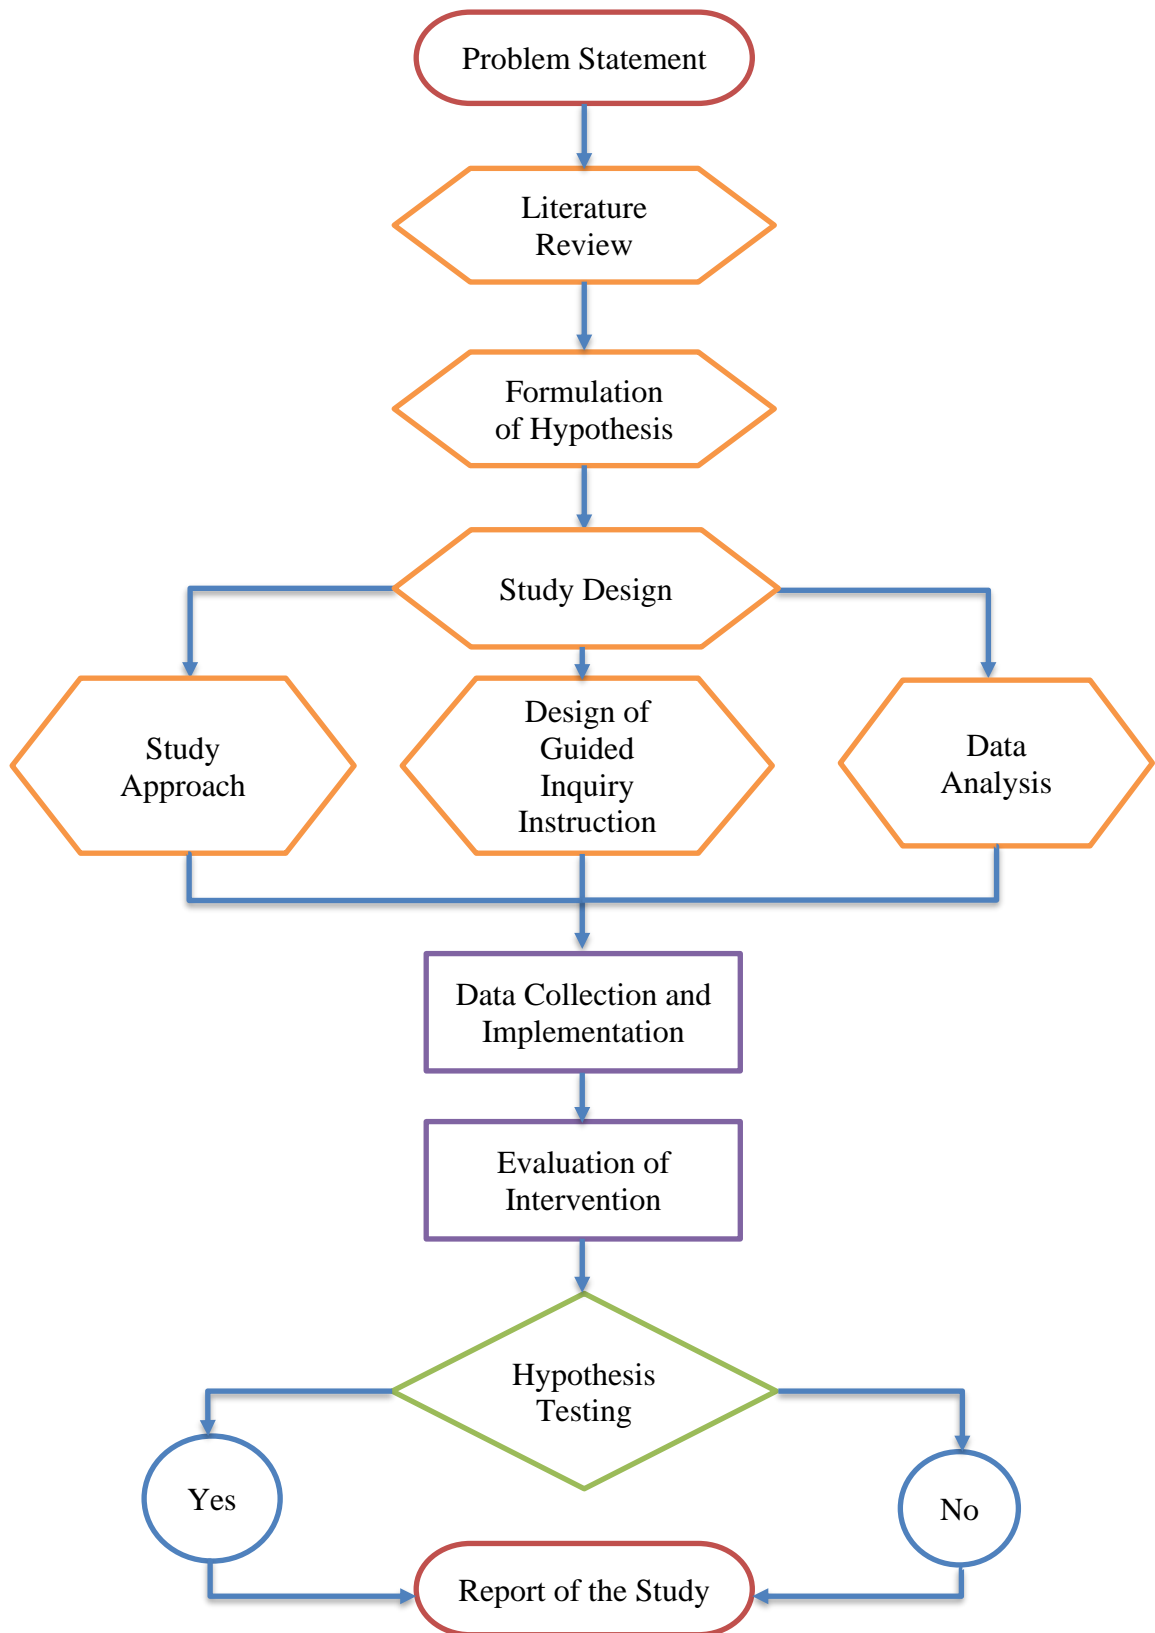 Problem Statement
Literature
Review
Formulation
of Hypothesis
Study Design
Study
Approach
Design of
Guided
Inquiry
Instruction
Data
Analysis
Data Collection and
Implementation
Evaluation of
Intervention
Hypothesis
Testing
Yes
No
Report of the Study